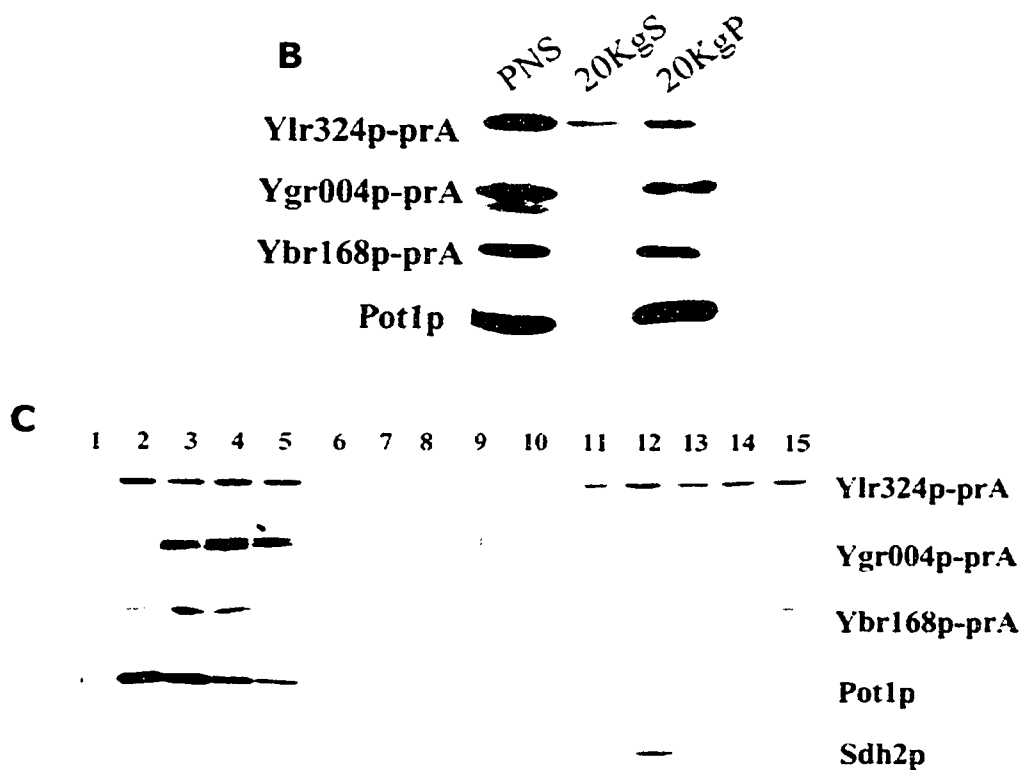 B
PNS 20KgS 20KgP
Ylr324p-prA
Ygr004p-prA
Ybr168p-prA
Pot1p
C
1 2 3 4 5 6 7 8 9 10 11 12 13 14 15
Ylr324p-prA
Ygr004p-prA
Ybr168p-prA
Pot1p
Sdh2p